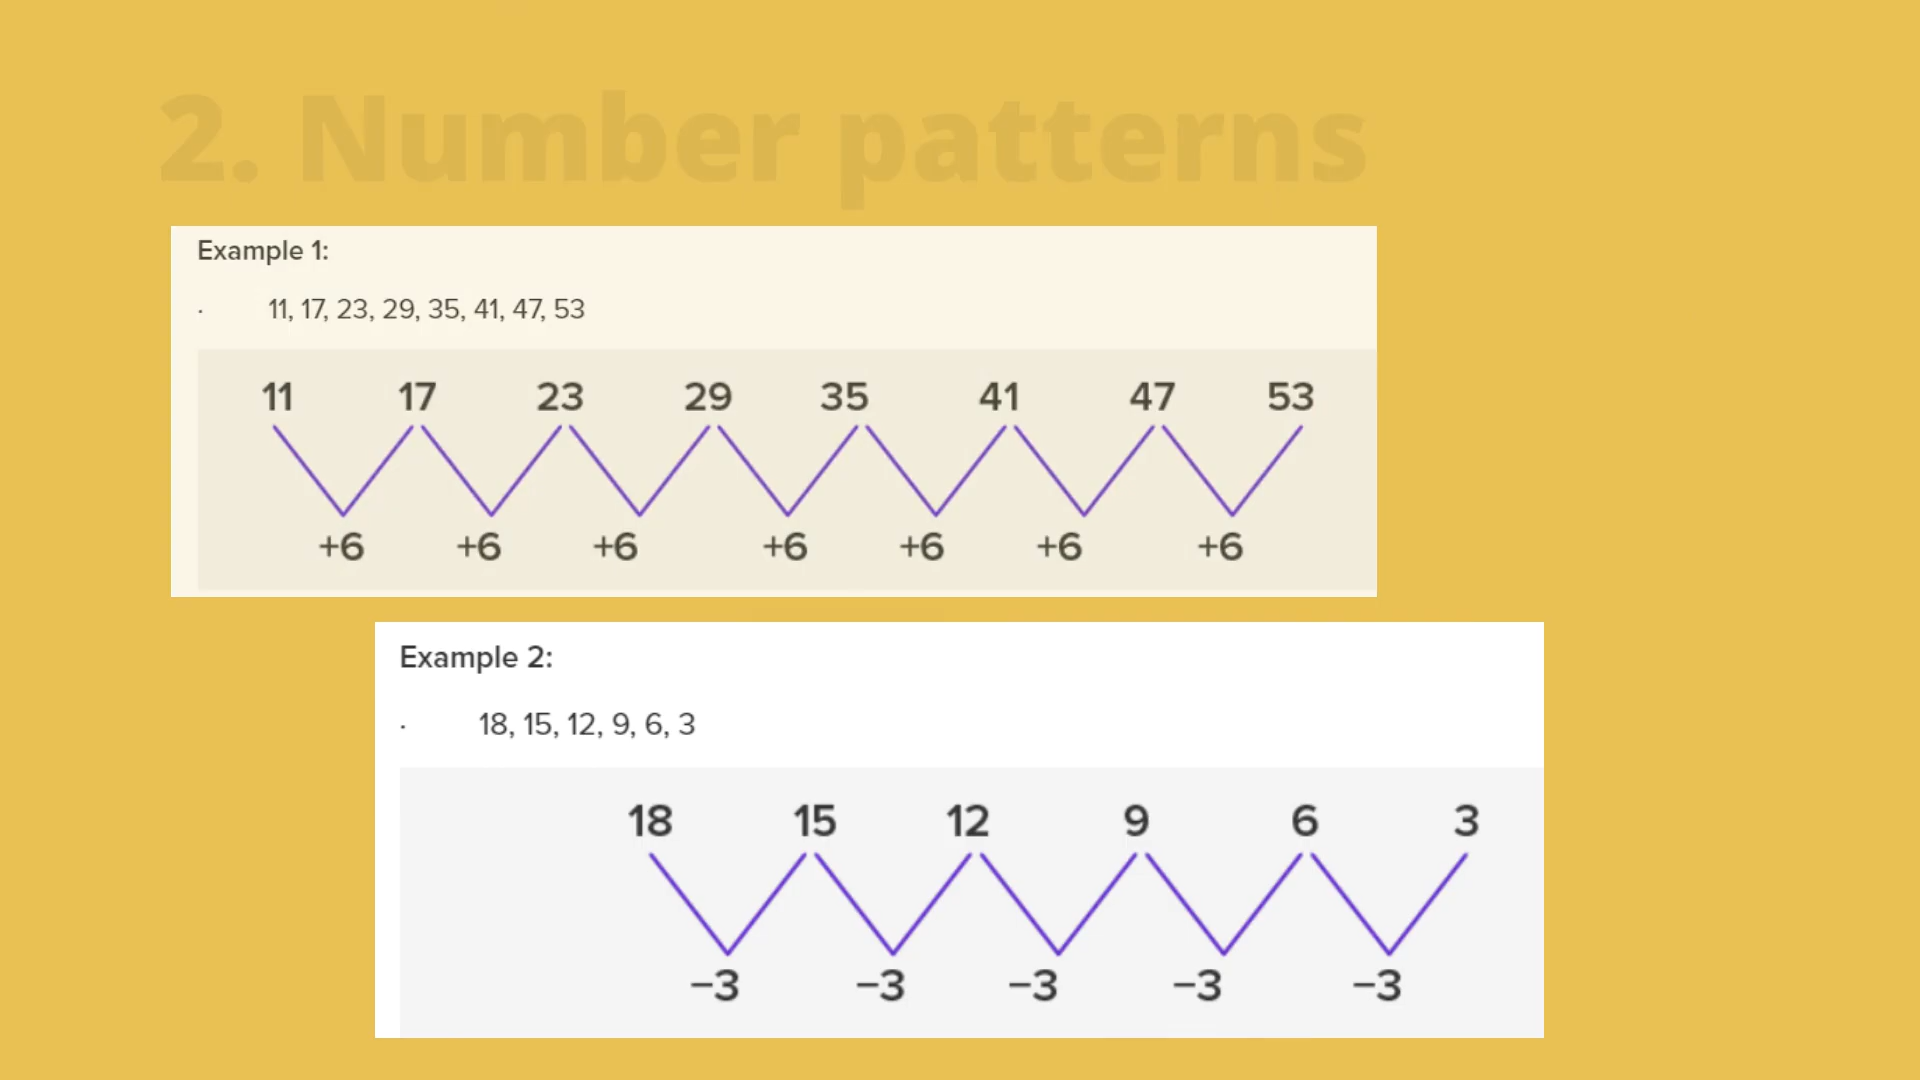 2. Number patterns
Example 1:
· 11, 17, 23, 29, 35, 41, 47, 53
11 17 23 29 35 41 47 53
+6 +6 +6 +6 +6 +6 +6
Example 2:
· 18, 15, 12, 9, 6, 3
18 15 12 9 6 3
−3 −3 −3 −3 −3